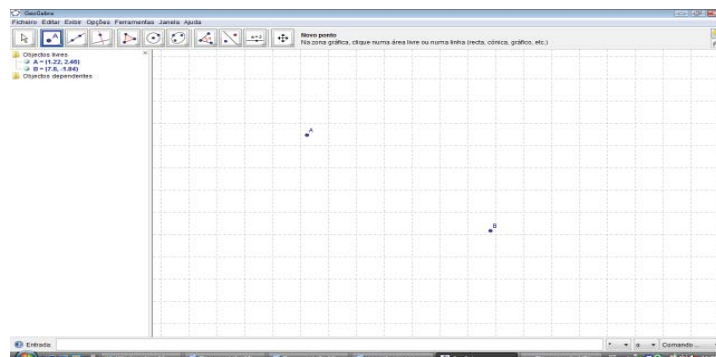 GeoGebra
Ficheiro Editar Exibir Opções Ferramentas Janela Ajuda
Novo ponto
Na zona gráfica, clique numa área livre ou numa linha (recta, cónica, gráfico, etc.)
Objectos livres
A = (1.22, 2.46)
B = (7.8, -1.84)
Objectos dependentes
A
B
Entrada:
α
Comando ...